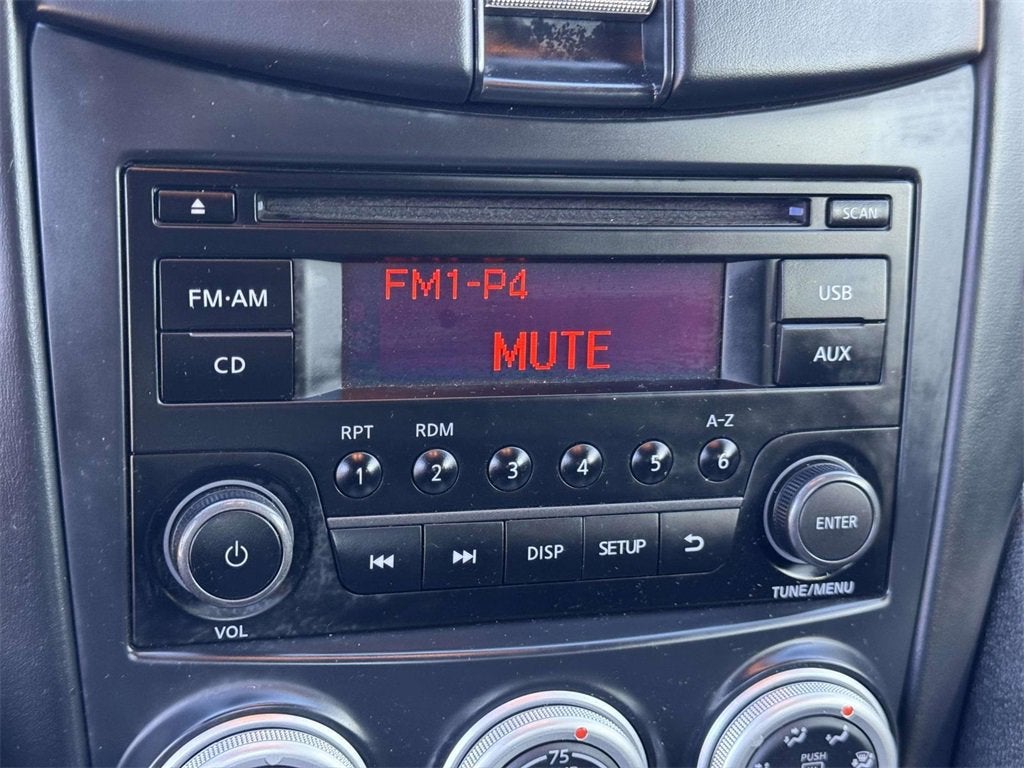 SCAN
FM·AM
FM1-P4
USB
CD
MUTE
AUX
RPT
RDM
A-Z
1
2
3
4
5
6
DISP
SETUP
ENTER
TUNE/MENU
VOL
75
PUSH